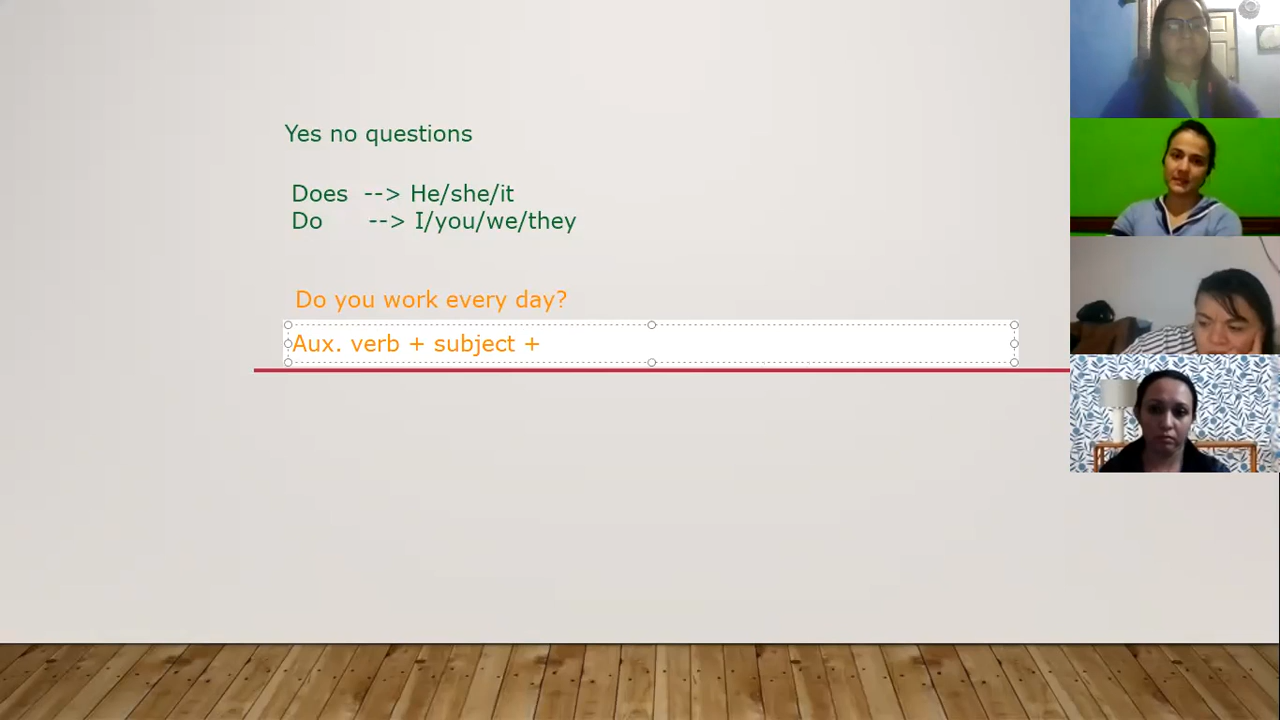 Yes no questions
Does --> He/she/it
Do --> I/you/we/they
Do you work every day?
Aux. verb + subject +